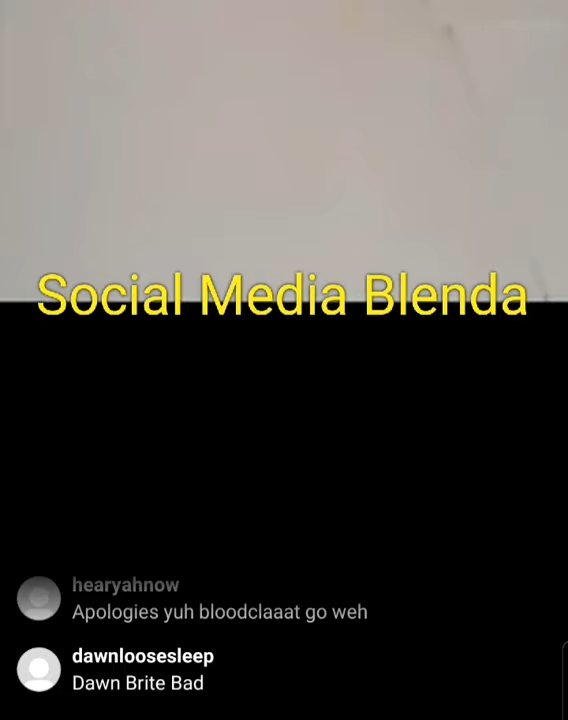 Social Media Blenda
hearyahnow
Apologies yuh bloodclaaat go weh
dawnloosesleep
Dawn Brite Bad